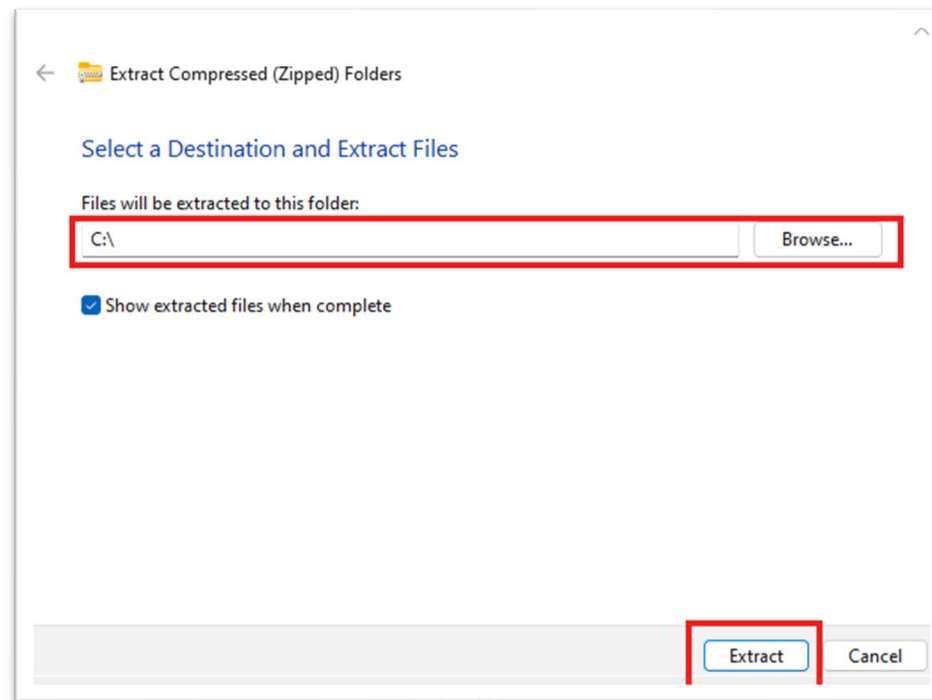 Extract Compressed (Zipped) Folders
Select a Destination and Extract Files
Files will be extracted to this folder:
C:\ Browse...
Show extracted files when complete
Extract Cancel